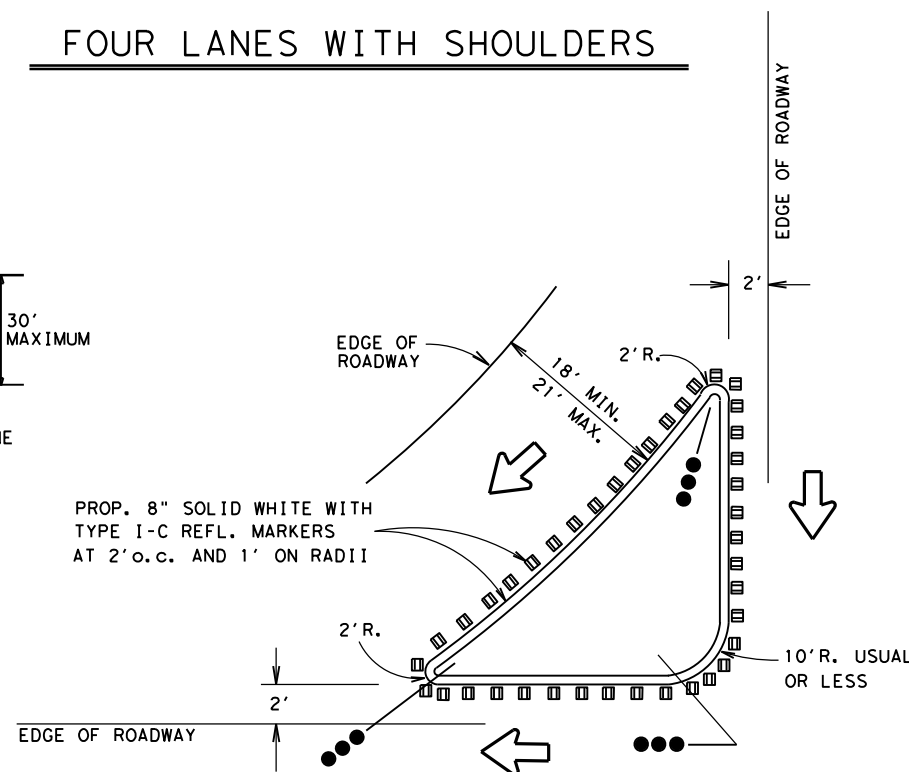 FOUR LANES WITH SHOULDERS
EDGE OF ROADWAY
2'
30'
MAXIMUM
EDGE OF
ROADWAY
2'R.
18' MIN.
21' MAX.
PROP. 8" SOLID WHITE WITH
TYPE I-C REFL. MARKERS
AT 2'o.c. AND 1' ON RADII
2'R.
10'R. USUAL
OR LESS
2'
EDGE OF ROADWAY